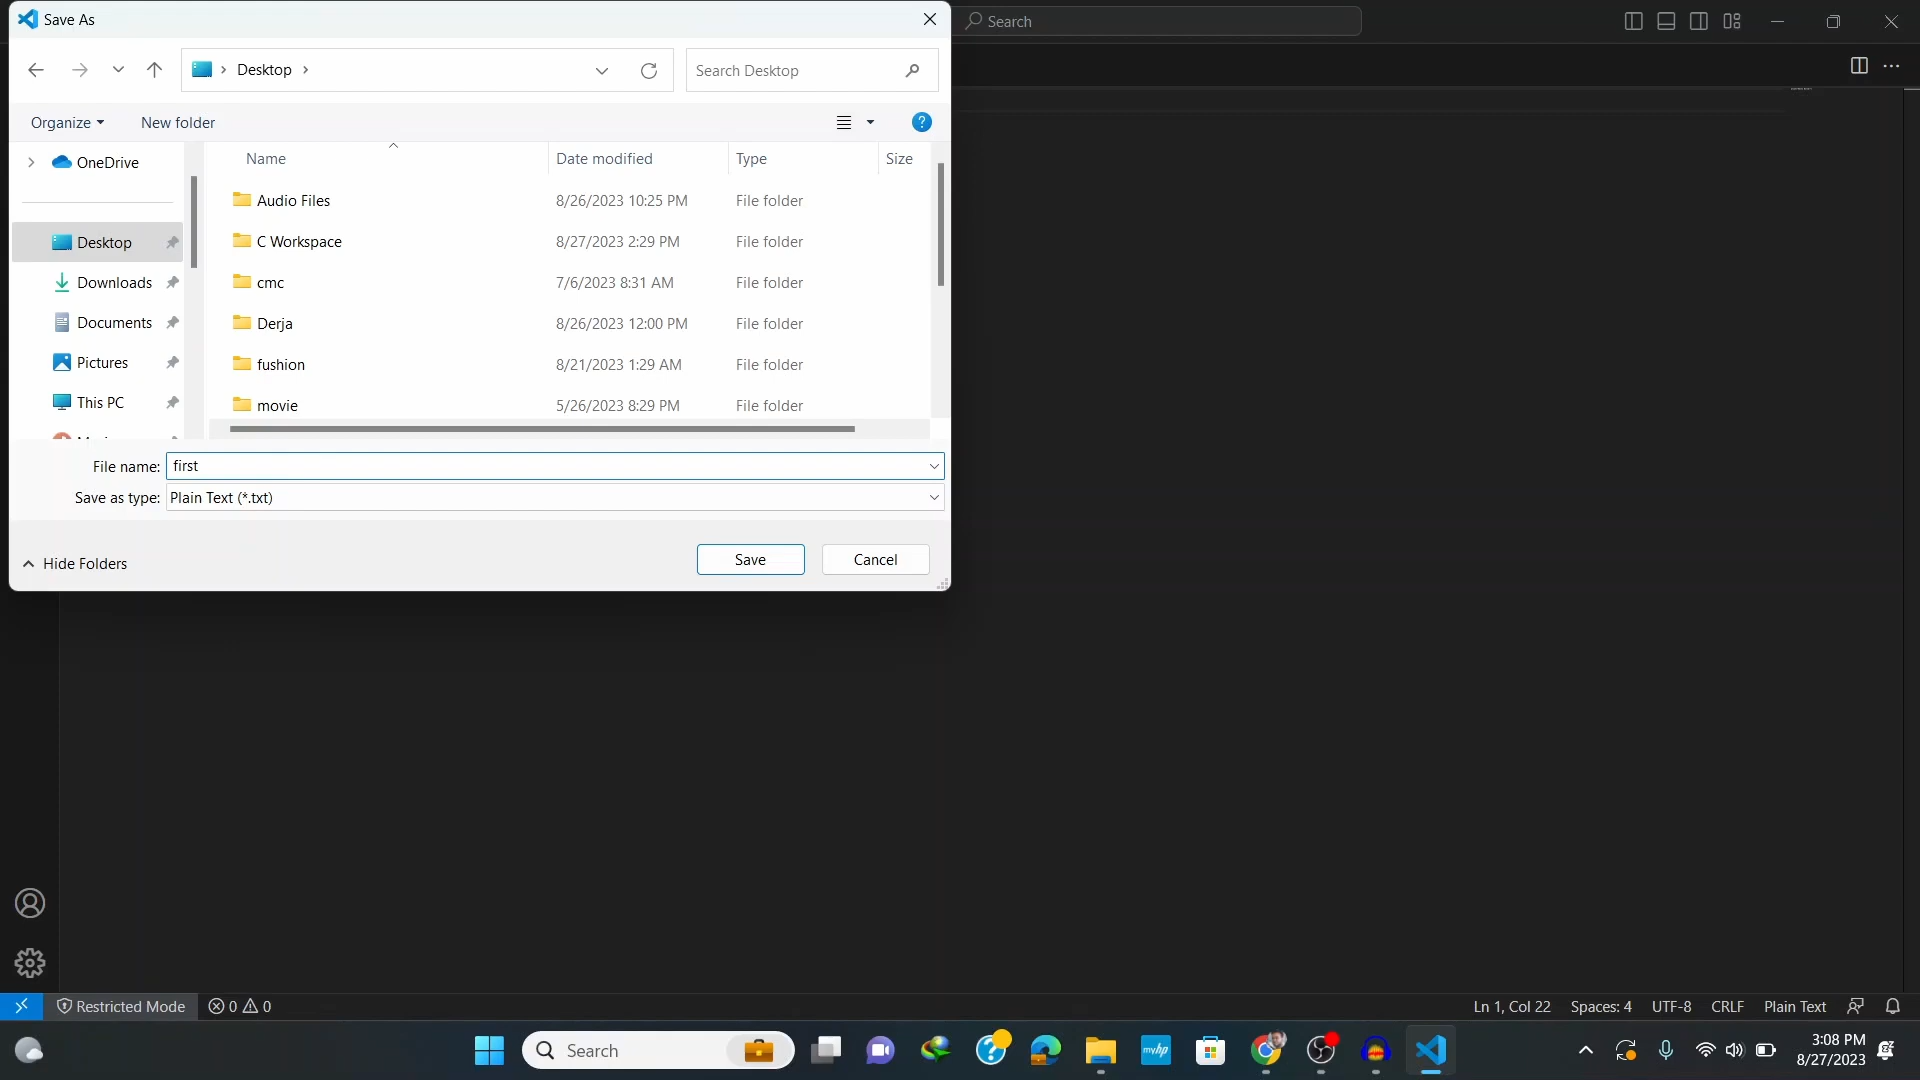 Save As
Search
Desktop
Search Desktop
Organize
New folder
?
Name
Date modified
Type
Size
OneDrive
Desktop
Downloads
Documents
Pictures
This PC
Audio Files 8/26/2023 10:25 PM File folder
C Workspace 8/27/2023 2:29 PM File folder
cmc 7/6/2023 8:31 AM File folder
Derja 8/26/2023 12:00 PM File folder
fushion 8/21/2023 1:29 AM File folder
movie 5/26/2023 8:29 PM File folder
File name: first
Save as type: Plain Text (*.txt)
Hide Folders
Save
Cancel
Restricted Mode
0
0
Ln 1, Col 22
Spaces: 4
UTF-8
CRLF
Plain Text
Search
?
myhp
3:08 PM
8/27/2023